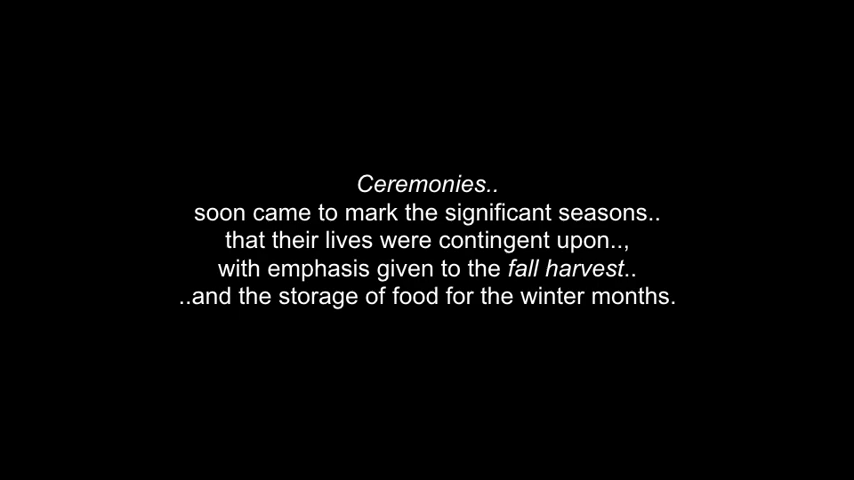 Ceremonies..
soon came to mark the significant seasons..
that their lives were contingent upon..,
with emphasis given to the fall harvest..
..and the storage of food for the winter months.